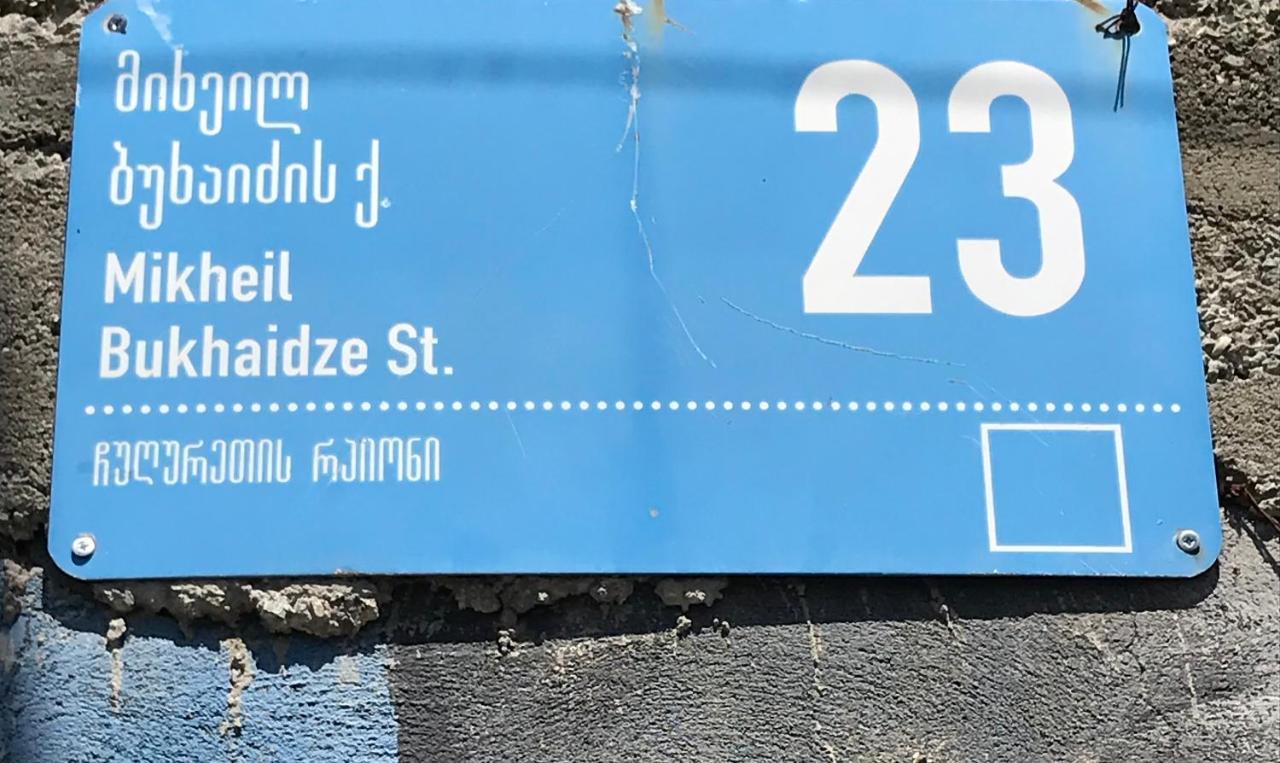 მიხეილ
ბუხაიძის ქ.
Mikheil
Bukhaidze St.
23
ჩუღურეთის რაიონი